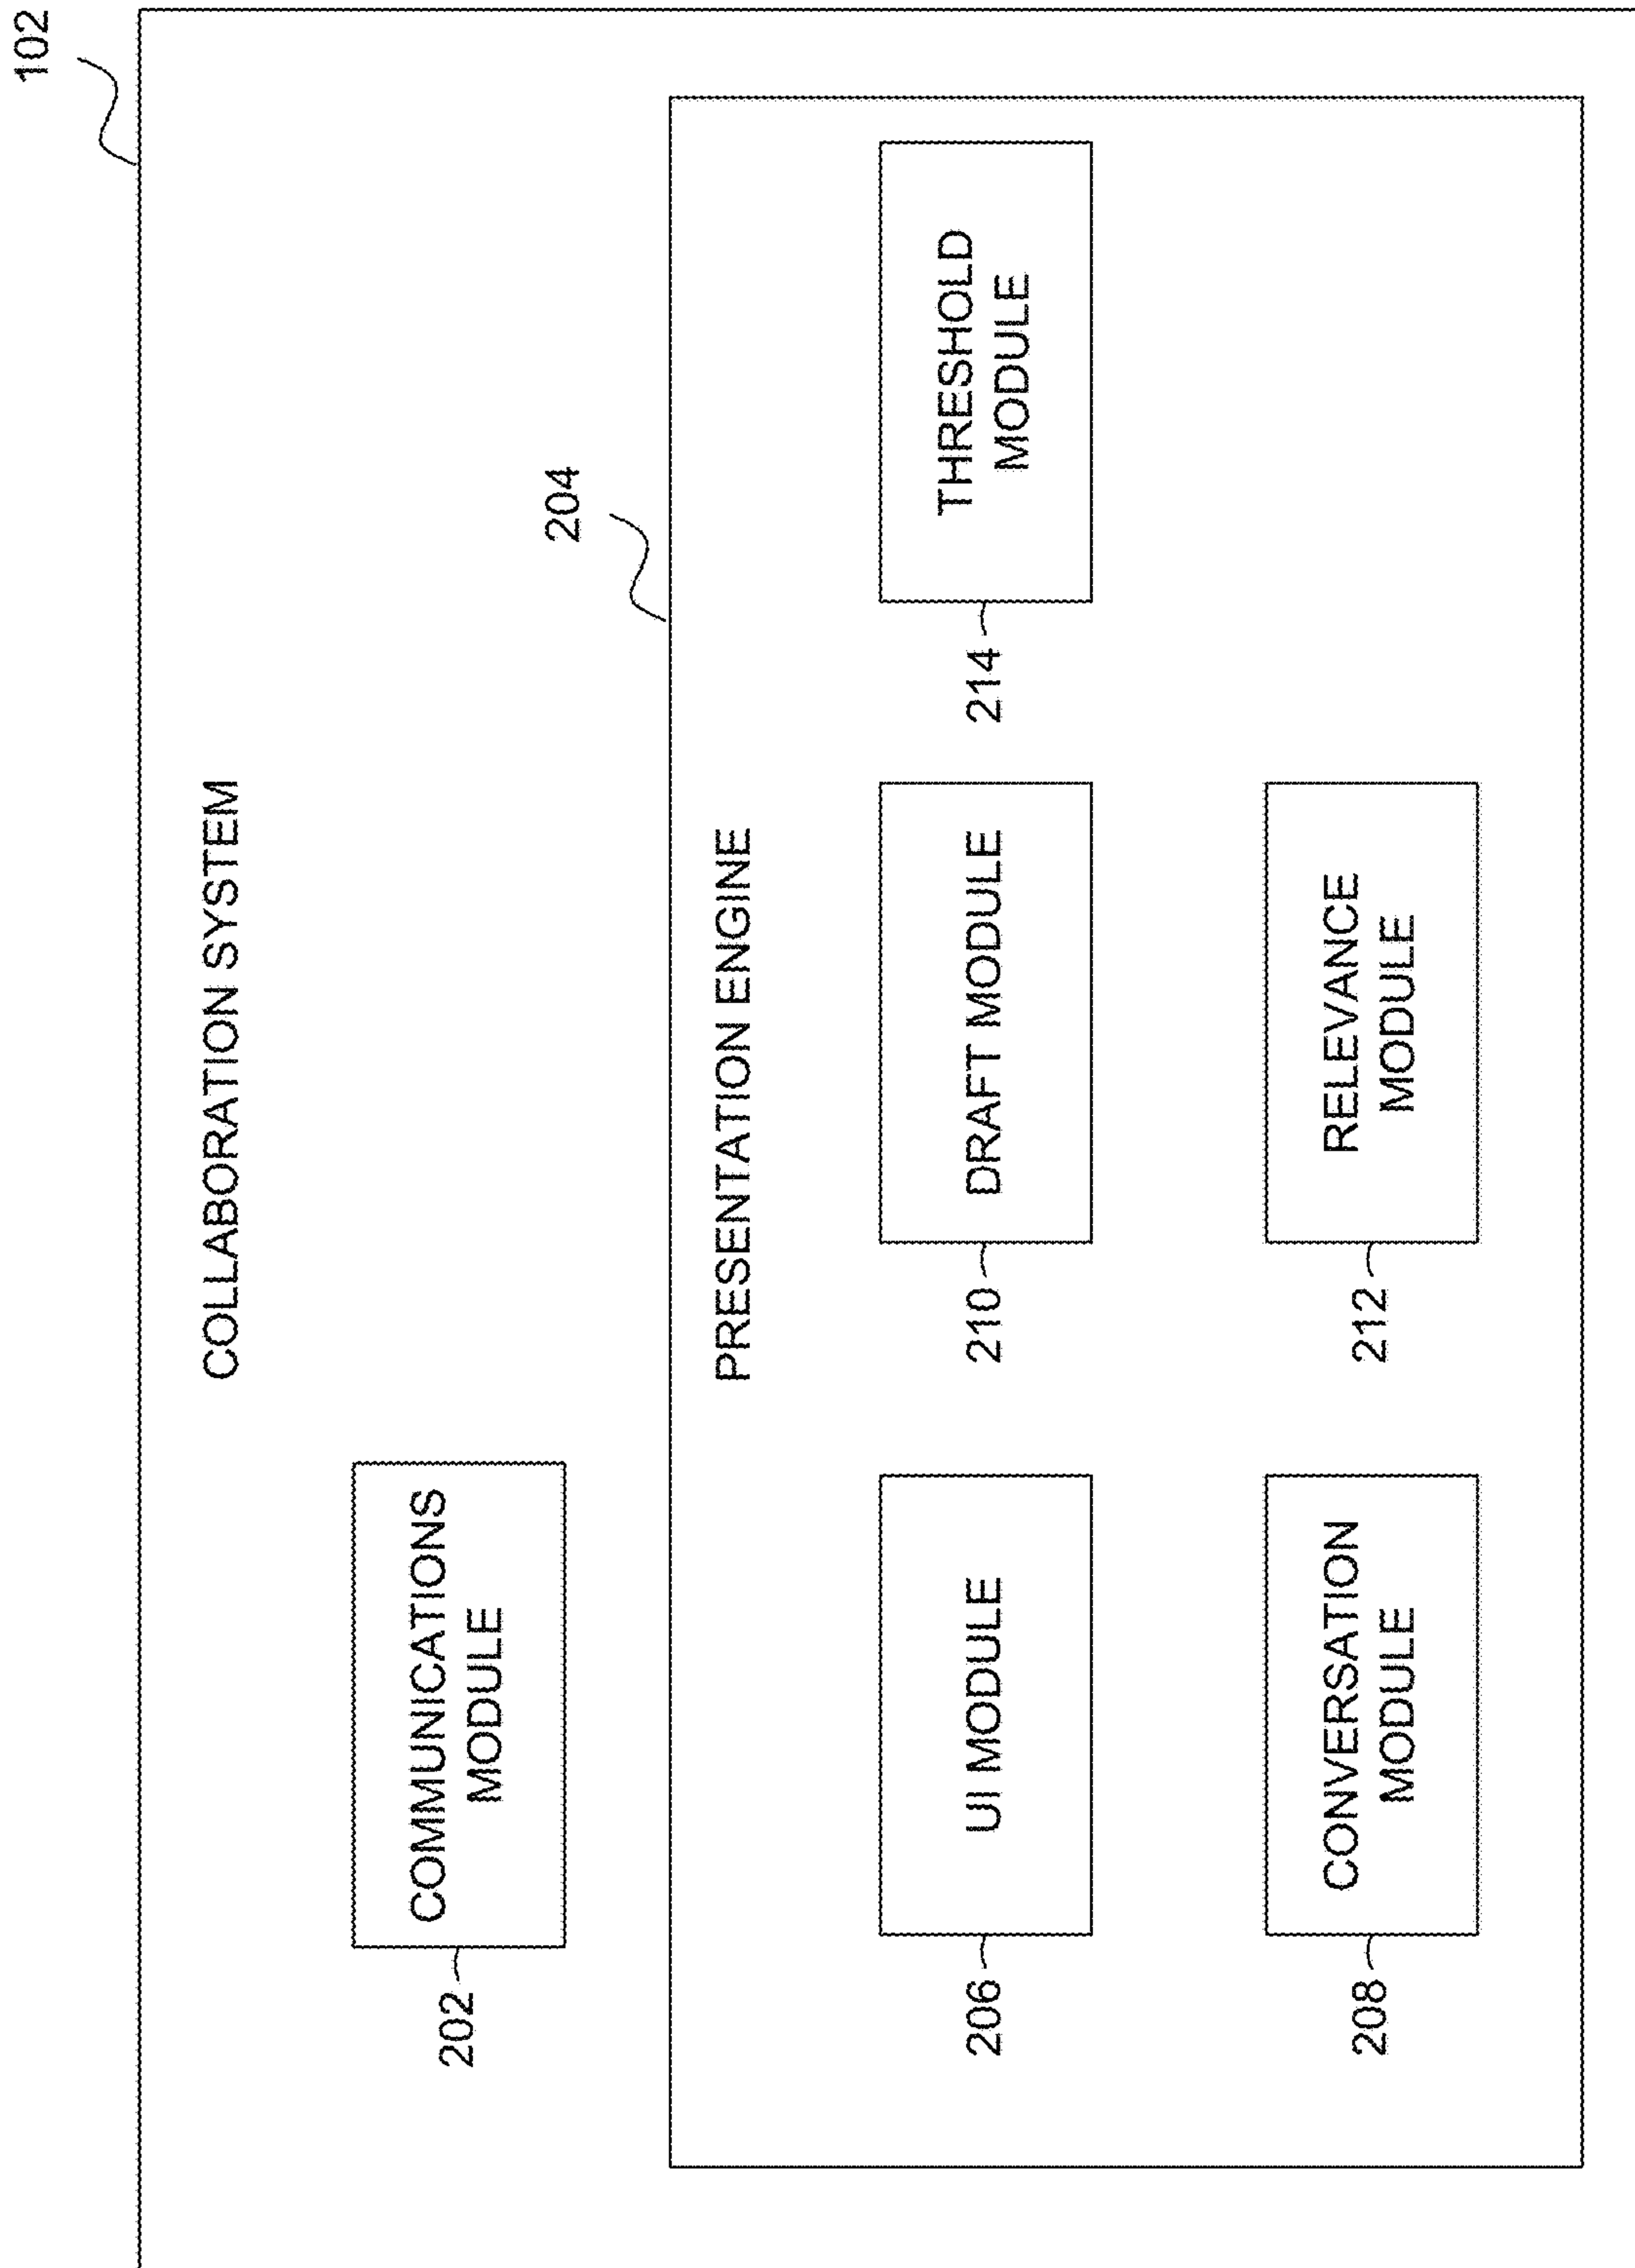 102
COLLABORATION SYSTEM
202
COMMUNICATIONS
MODULE
204
PRESENTATION ENGINE
206
UI MODULE
210
DRAFT MODULE
214
THRESHOLD
MODULE
208
CONVERSATION
MODULE
212
RELEVANCE
MODULE